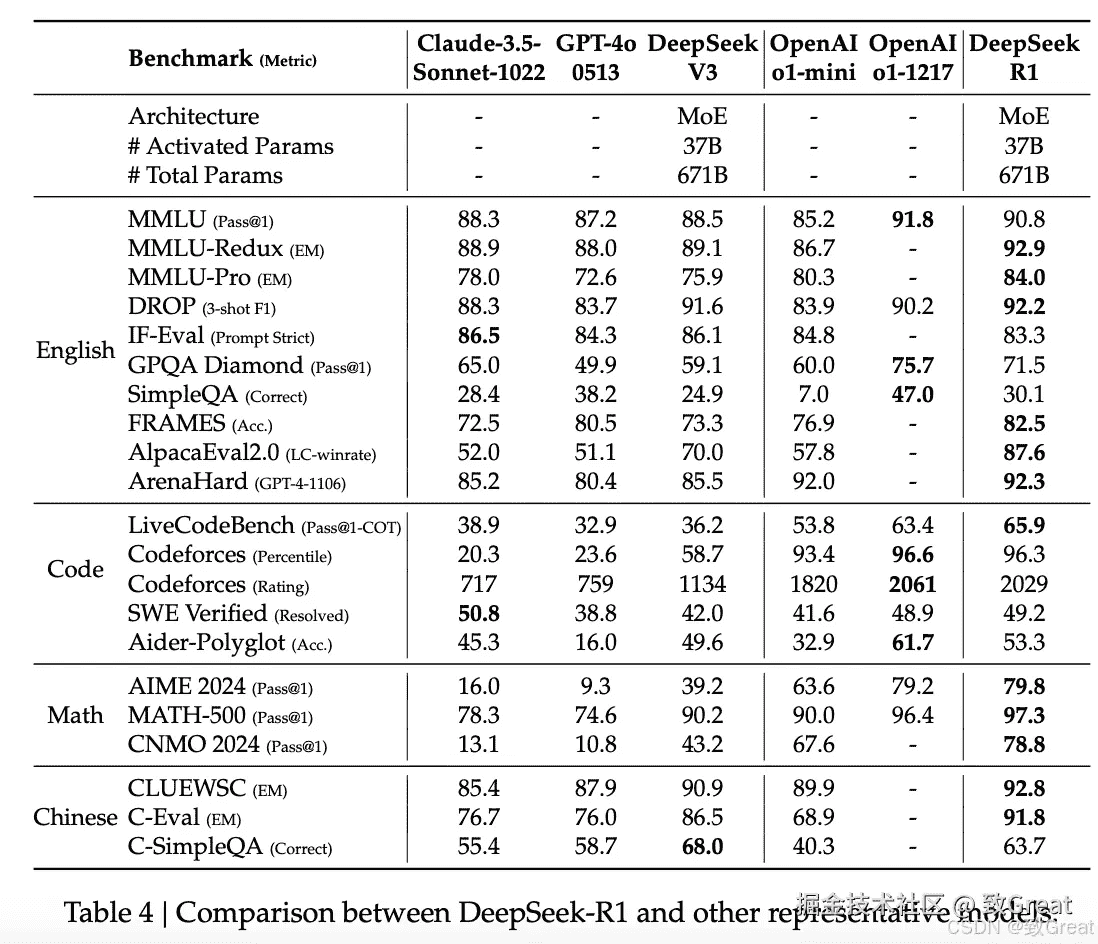 Benchmark (Metric) Claude-3.5-Sonnet-1022 GPT-4o 0513 DeepSeek V3 OpenAI o1-mini OpenAI o1-1217 DeepSeek R1
Architecture - - MoE - - MoE
# Activated Params - - 37B - - 37B
# Total Params - - 671B - - 671B
English
MMLU (Pass@1) 88.3 87.2 88.5 85.2 91.8 90.8
MMLU-Redux (EM) 88.9 88.0 89.1 86.7 - 92.9
MMLU-Pro (EM) 78.0 72.6 75.9 80.3 - 84.0
DROP (3-shot F1) 88.3 83.7 91.6 83.9 90.2 92.2
IF-Eval (Prompt Strict) 86.5 84.3 86.1 84.8 - 83.3
GPQA Diamond (Pass@1) 65.0 49.9 59.1 60.0 75.7 71.5
SimpleQA (Correct) 28.4 38.2 24.9 7.0 47.0 30.1
FRAMES (Acc.) 72.5 80.5 73.3 76.9 - 82.5
AlpacaEval2.0 (LC-winrate) 52.0 51.1 70.0 57.8 - 87.6
ArenaHard (GPT-4-1106) 85.2 80.4 85.5 92.0 - 92.3
Code
LiveCodeBench (Pass@1-COT) 38.9 32.9 36.2 53.8 63.4 65.9
Codeforces (Percentile) 20.3 23.6 58.7 93.4 96.6 96.3
Codeforces (Rating) 717 759 1134 1820 2061 2029
SWE Verified (Resolved) 50.8 38.8 42.0 41.6 48.9 49.2
Aider-Polyglot (Acc.) 45.3 16.0 49.6 32.9 61.7 53.3
Math
AIME 2024 (Pass@1) 16.0 9.3 39.2 63.6 79.2 79.8
MATH-500 (Pass@1) 78.3 74.6 90.2 90.0 96.4 97.3
CNMO 2024 (Pass@1) 13.1 10.8 43.2 67.6 - 78.8
Chinese
CLUEWSC (EM) 85.4 87.9 90.9 89.9 - 92.8
C-Eval (EM) 76.7 76.0 86.5 68.9 - 91.8
C-SimpleQA (Correct) 55.4 58.7 68.0 40.3 - 63.7
Table 4 | Comparison between DeepSeek-R1 and other representative models.
掘金技术社区 @ 致Great
CSDN @致Great